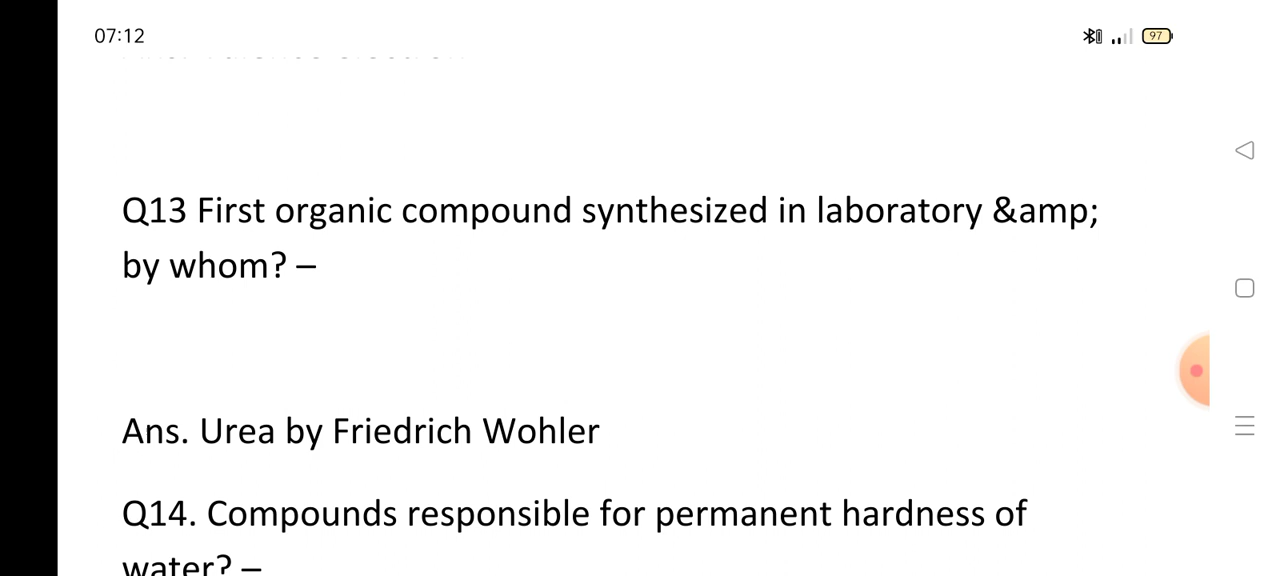 07:12
97
Q13 First organic compound synthesized in laboratory &amp;
by whom? –
Ans. Urea by Friedrich Wohler
Q14. Compounds responsible for permanent hardness of
water? –